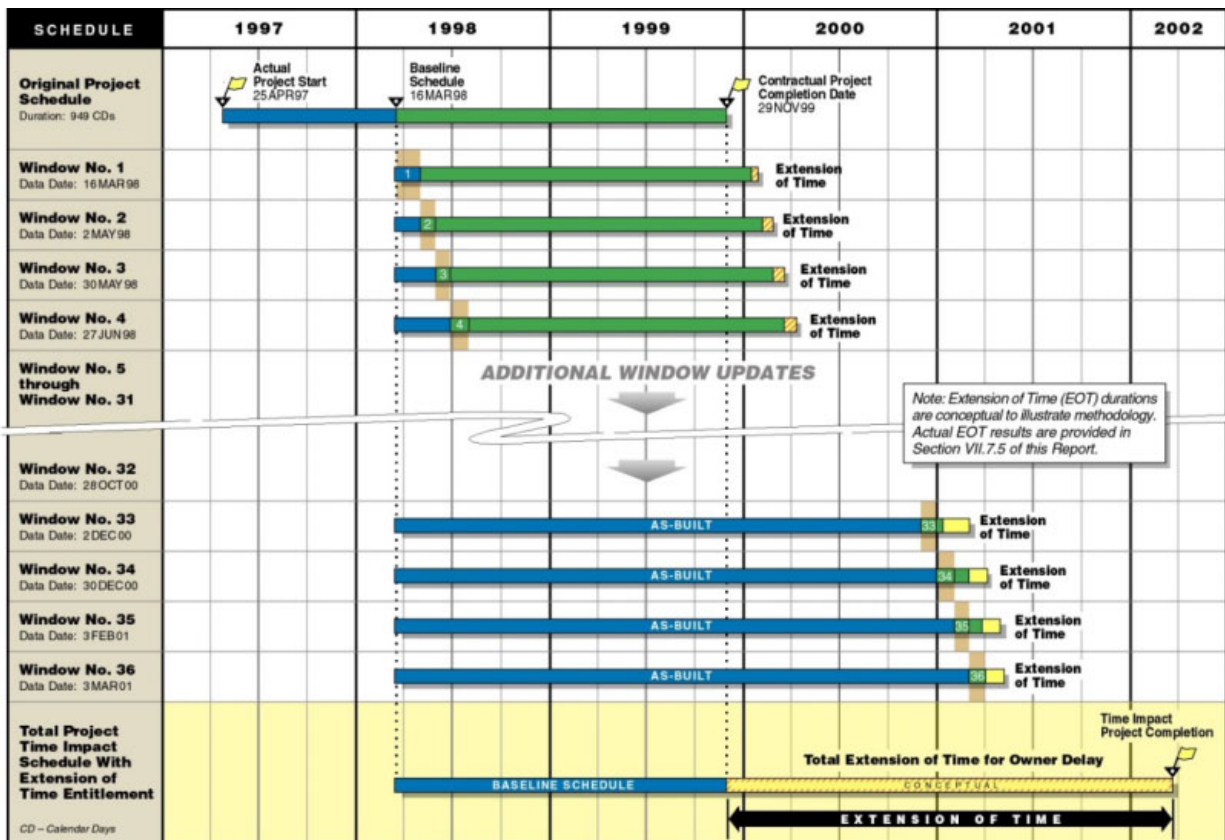 SCHEDULE 1997 1998 1999 2000 2001 2002
Original Project
Schedule
Duration: 949 CDs
Actual
Project Start
25APR97
Baseline
Schedule
16MAR98
Contractual Project
Completion Date
29NOV99
Window No. 1
Data Date: 16MAR98
1
Extension
of Time
Window No. 2
Data Date: 2MAY98
2
Extension
of Time
Window No. 3
Data Date: 30MAY98
3
Extension
of Time
Window No. 4
Data Date: 27JUN98
4
Extension
of Time
Window No. 5
through
Window No. 31
ADDITIONAL WINDOW UPDATES
Note: Extension of Time (EOT) durations
are conceptual to illustrate methodology.
Actual EOT results are provided in
Section VII.7.5 of this Report.
Window No. 32
Data Date: 28OCT00
Window No. 33
Data Date: 2DEC00
AS-BUILT
33
Extension
of Time
Window No. 34
Data Date: 30DEC00
AS-BUILT
34
Extension
of Time
Window No. 35
Data Date: 3FEB01
AS-BUILT
35
Extension
of Time
Window No. 36
Data Date: 3MAR01
AS-BUILT
36
Extension
of Time
Total Project
Time Impact
Schedule With
Extension of
Time Entitlement
CD – Calendar Days
Time Impact
Project Completion
Total Extension of Time for Owner Delay
BASELINE SCHEDULE
CONCEPTUAL
EXTENSION OF TIME